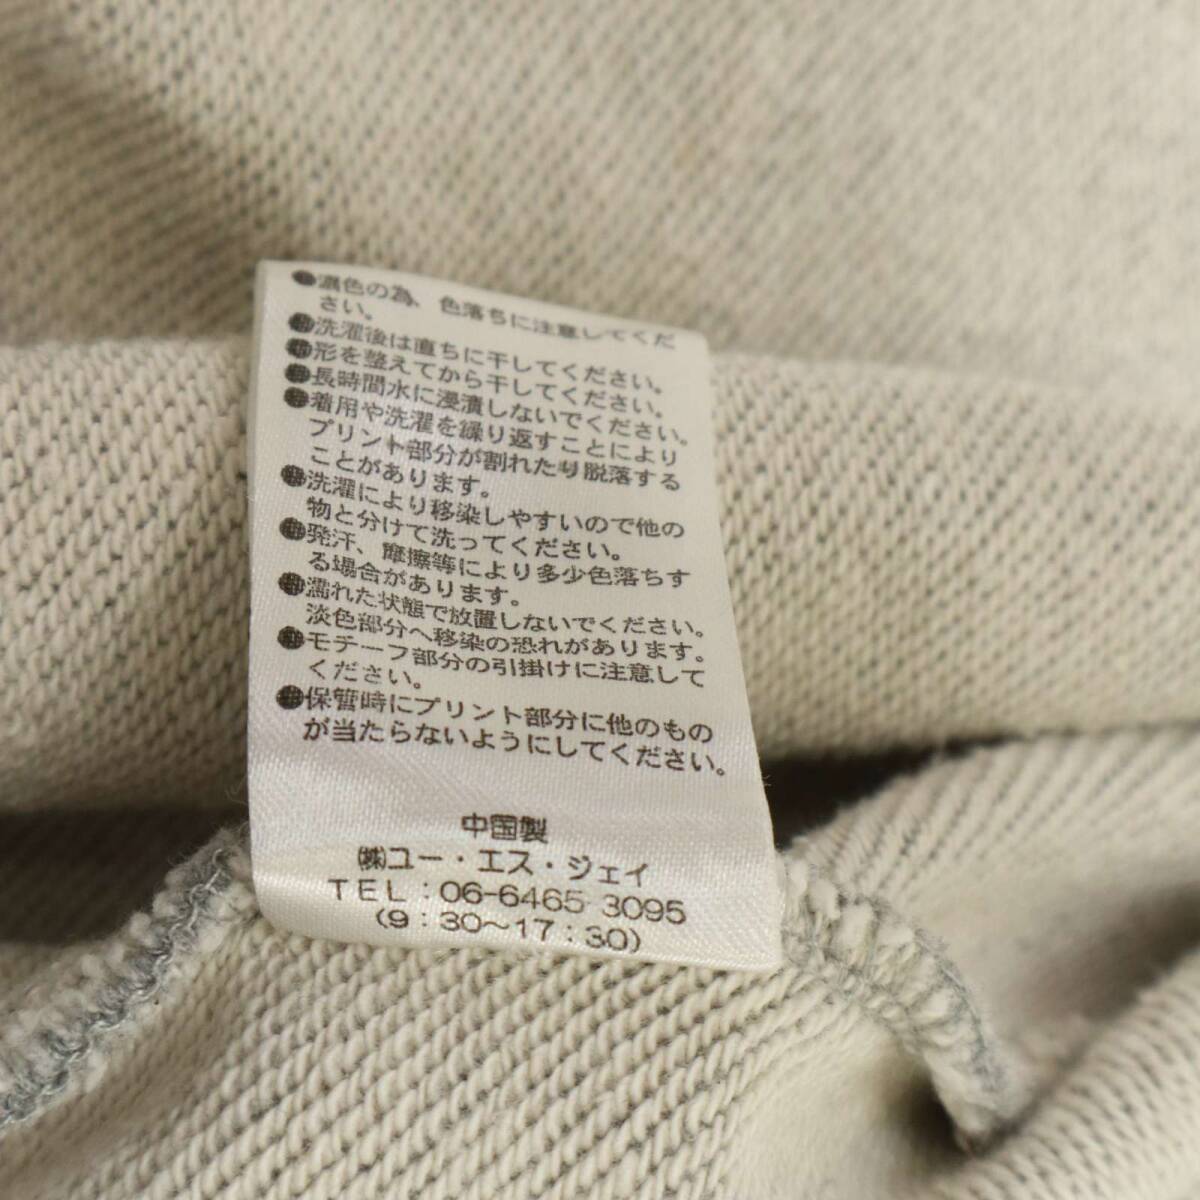 ●濃色の為、色落ちに注意してくだ
さい。
●洗濯後は直ちに干してください。
●形を整えてから干してください。
●長時間水に浸漬しないでください。
●着用や洗濯を繰り返すことにより
プリント部分が割れたり脱落する
ことがあります。
●洗濯により移染しやすいので他の
物と分けて洗ってください。
●発汗、摩擦等により多少色落ちす
る場合があります。
●濡れた状態で放置しないでください。
淡色部分へ移染の恐れがあります。
●モチーフ部分の引掛けに注意して
ください。
●保管時にプリント部分に他のもの
が当たらないようにしてください。
中国製
㈱ユー・エス・ジェイ
TEL:06-6465-3095
(9:30～17:30)